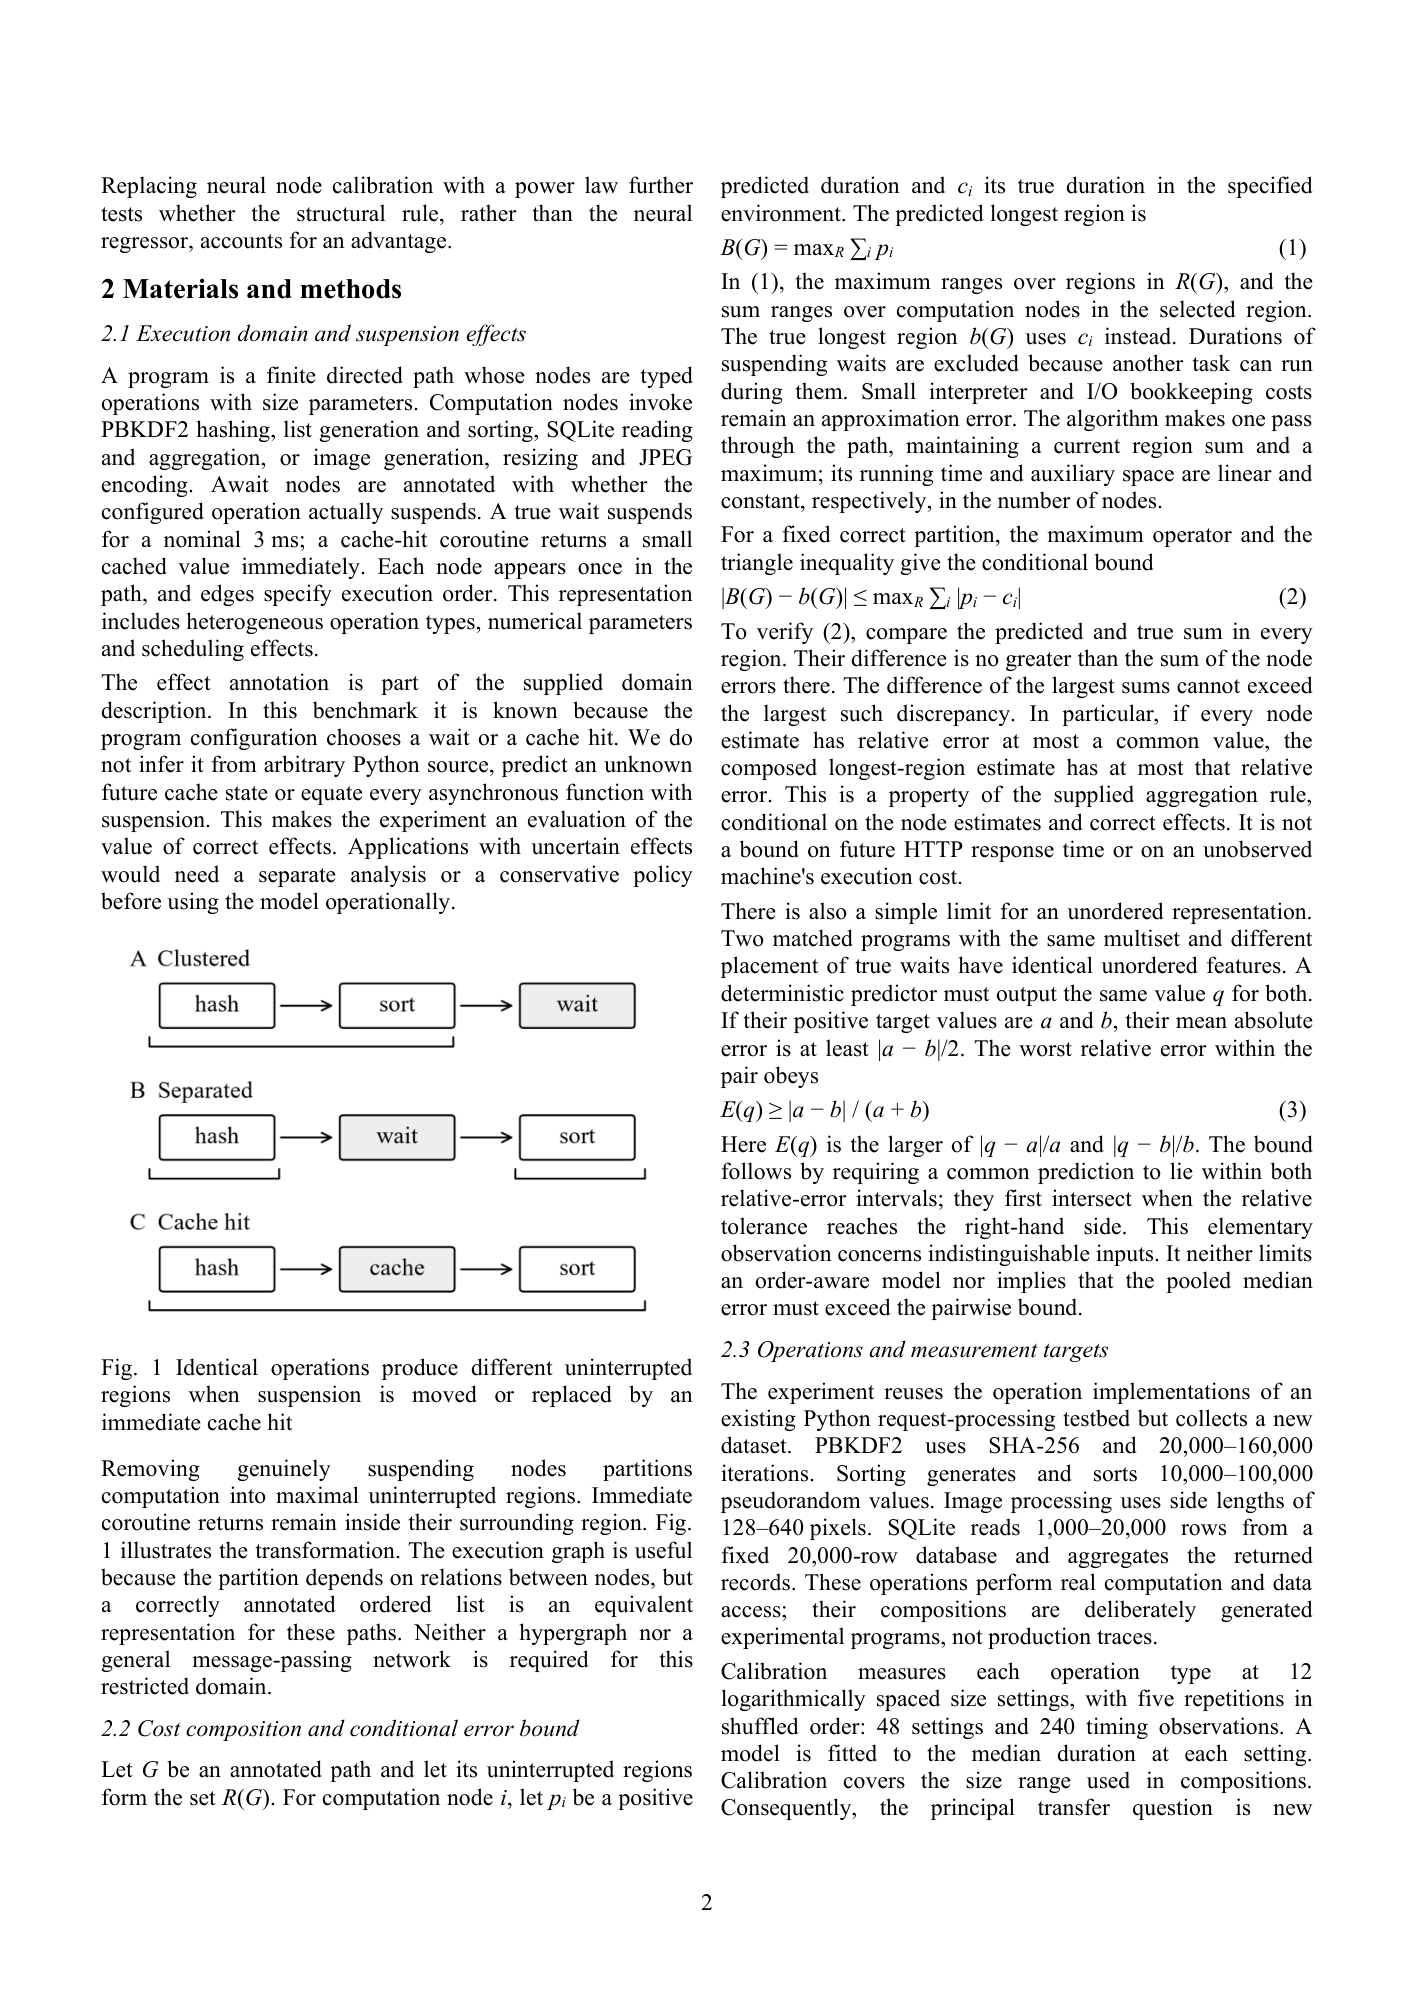 Replacing neural node calibration with a power law further
tests whether the structural rule, rather than the neural
regressor, accounts for an advantage.
2 Materials and methods
2.1 Execution domain and suspension effects
A program is a finite directed path whose nodes are typed
operations with size parameters. Computation nodes invoke
PBKDF2 hashing, list generation and sorting, SQLite reading
and aggregation, or image generation, resizing and JPEG
encoding. Await nodes are annotated with whether the
configured operation actually suspends. A true wait suspends
for a nominal 3 ms; a cache-hit coroutine returns a small
cached value immediately. Each node appears once in the
path, and edges specify execution order. This representation
includes heterogeneous operation types, numerical parameters
and scheduling effects.
The effect annotation is part of the supplied domain
description. In this benchmark it is known because the
program configuration chooses a wait or a cache hit. We do
not infer it from arbitrary Python source, predict an unknown
future cache state or equate every asynchronous function with
suspension. This makes the experiment an evaluation of the
value of correct effects. Applications with uncertain effects
would need a separate analysis or a conservative policy
before using the model operationally.
A Clustered
hash sort wait
B Separated
hash wait sort
C Cache hit
hash cache sort
Fig. 1 Identical operations produce different uninterrupted
regions when suspension is moved or replaced by an
immediate cache hit
Removing genuinely suspending nodes partitions
computation into maximal uninterrupted regions. Immediate
coroutine returns remain inside their surrounding region. Fig.
1 illustrates the transformation. The execution graph is useful
because the partition depends on relations between nodes, but
a correctly annotated ordered list is an equivalent
representation for these paths. Neither a hypergraph nor a
general message-passing network is required for this
restricted domain.
2.2 Cost composition and conditional error bound
Let G be an annotated path and let its uninterrupted regions
form the set R(G). For computation node i, let pᵢ be a positive
predicted duration and cᵢ its true duration in the specified
environment. The predicted longest region is
B(G) = max_R ∑ᵢ pᵢ (1)
In (1), the maximum ranges over regions in R(G), and the
sum ranges over computation nodes in the selected region.
The true longest region b(G) uses cᵢ instead. Durations of
suspending waits are excluded because another task can run
during them. Small interpreter and I/O bookkeeping costs
remain an approximation error. The algorithm makes one pass
through the path, maintaining a current region sum and a
maximum; its running time and auxiliary space are linear and
constant, respectively, in the number of nodes.
For a fixed correct partition, the maximum operator and the
triangle inequality give the conditional bound
|B(G) − b(G)| ≤ max_R ∑ᵢ |pᵢ − cᵢ| (2)
To verify (2), compare the predicted and true sum in every
region. Their difference is no greater than the sum of the node
errors there. The difference of the largest sums cannot exceed
the largest such discrepancy. In particular, if every node
estimate has relative error at most a common value, the
composed longest-region estimate has at most that relative
error. This is a property of the supplied aggregation rule,
conditional on the node estimates and correct effects. It is not
a bound on future HTTP response time or on an unobserved
machine's execution cost.
There is also a simple limit for an unordered representation.
Two matched programs with the same multiset and different
placement of true waits have identical unordered features. A
deterministic predictor must output the same value q for both.
If their positive target values are a and b, their mean absolute
error is at least |a − b|/2. The worst relative error within the
pair obeys
E(q) ≥ |a − b| / (a + b) (3)
Here E(q) is the larger of |q − a|/a and |q − b|/b. The bound
follows by requiring a common prediction to lie within both
relative-error intervals; they first intersect when the relative
tolerance reaches the right-hand side. This elementary
observation concerns indistinguishable inputs. It neither limits
an order-aware model nor implies that the pooled median
error must exceed the pairwise bound.
2.3 Operations and measurement targets
The experiment reuses the operation implementations of an
existing Python request-processing testbed but collects a new
dataset. PBKDF2 uses SHA-256 and 20,000–160,000
iterations. Sorting generates and sorts 10,000–100,000
pseudorandom values. Image processing uses side lengths of
128–640 pixels. SQLite reads 1,000–20,000 rows from a
fixed 20,000-row database and aggregates the returned
records. These operations perform real computation and data
access; their compositions are deliberately generated
experimental programs, not production traces.
Calibration measures each operation type at 12
logarithmically spaced size settings, with five repetitions in
shuffled order: 48 settings and 240 timing observations. A
model is fitted to the median duration at each setting.
Calibration covers the size range used in compositions.
Consequently, the principal transfer question is new
2